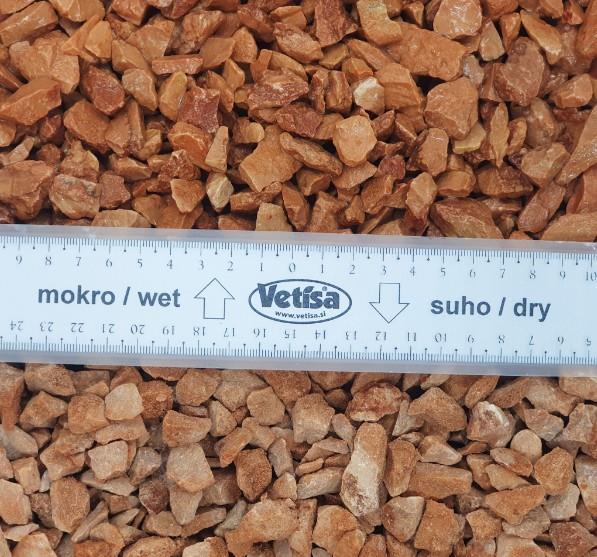 9 8 7 6 5 4 3 2 1 0 1 2 3 4 5 6 7 8 9 10
mokro / wet
Vetisa®
www.vetisa.si
suho / dry
24 23 22 21 20 19 18 17 16 15 14 13 12 11 10 9 8 7 6 5